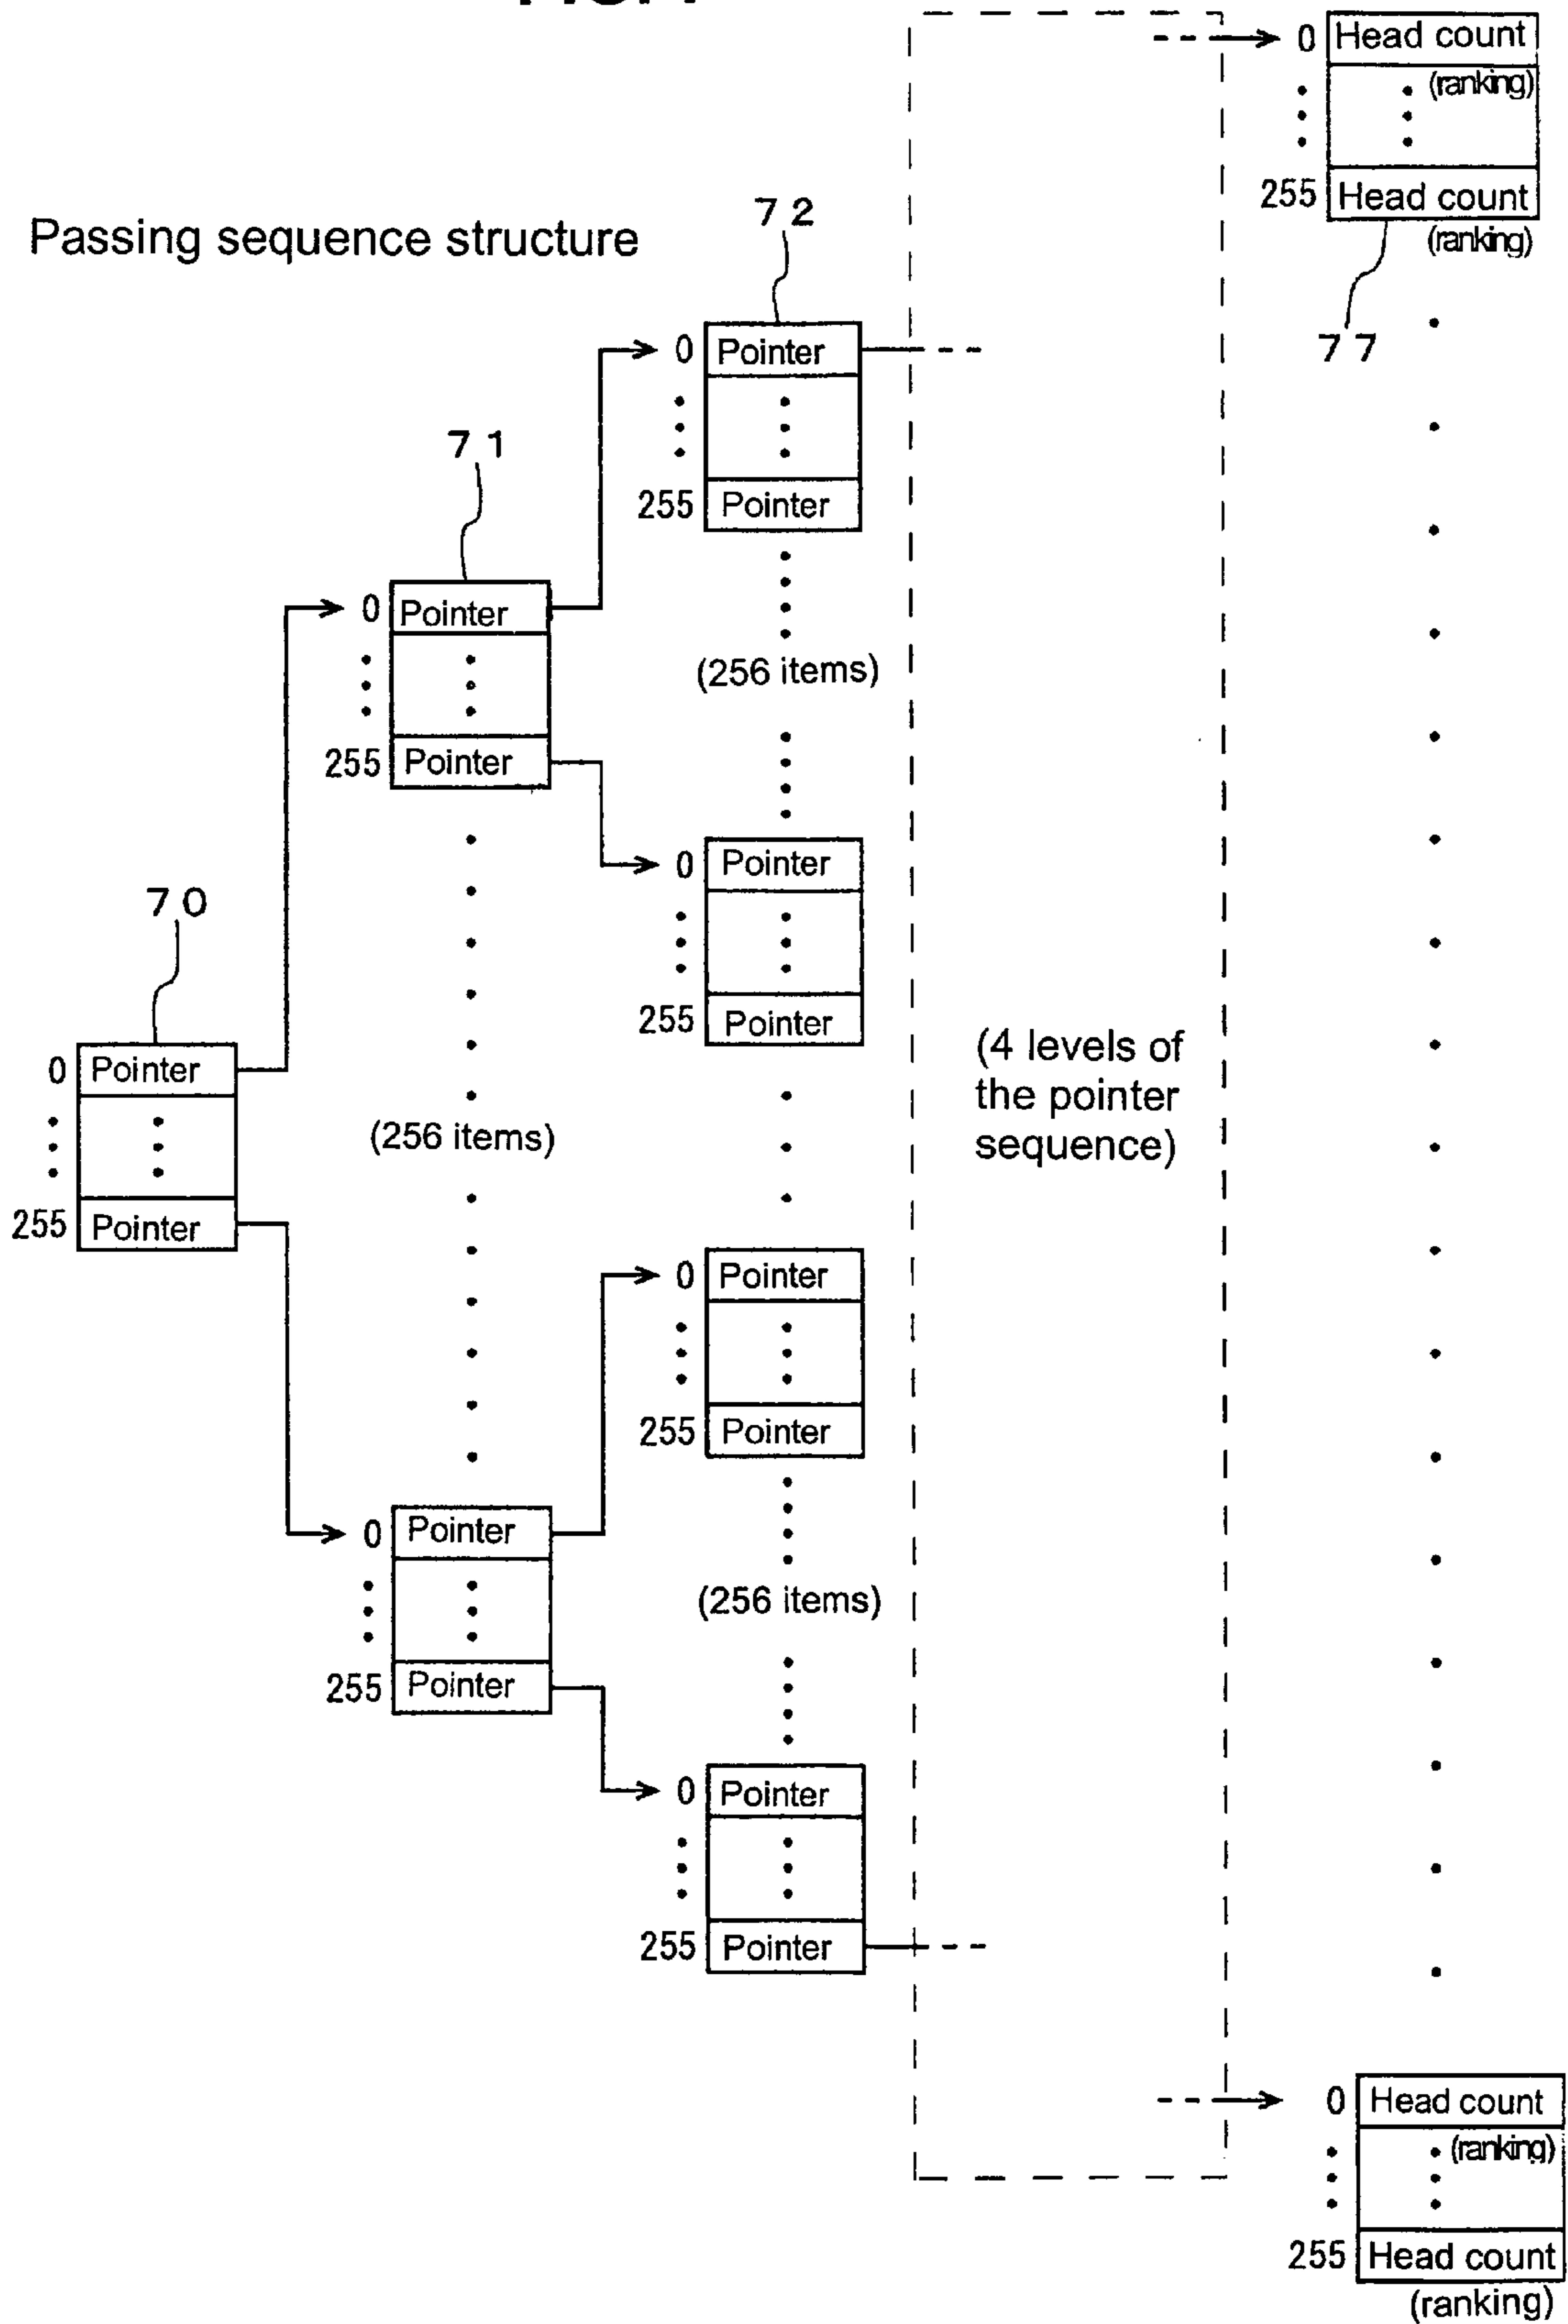 0 Head count
(ranking)
255 Head count
(ranking)
77
Passing sequence structure
72
0 Pointer
255 Pointer
(256 items)
71
0 Pointer
255 Pointer
0 Pointer
255 Pointer
70
0 Pointer
255 Pointer
(256 items)
(4 levels of
the pointer
sequence)
0 Pointer
255 Pointer
0 Pointer
255 Pointer
(256 items)
0 Pointer
255 Pointer
0 Head count
(ranking)
255 Head count
(ranking)